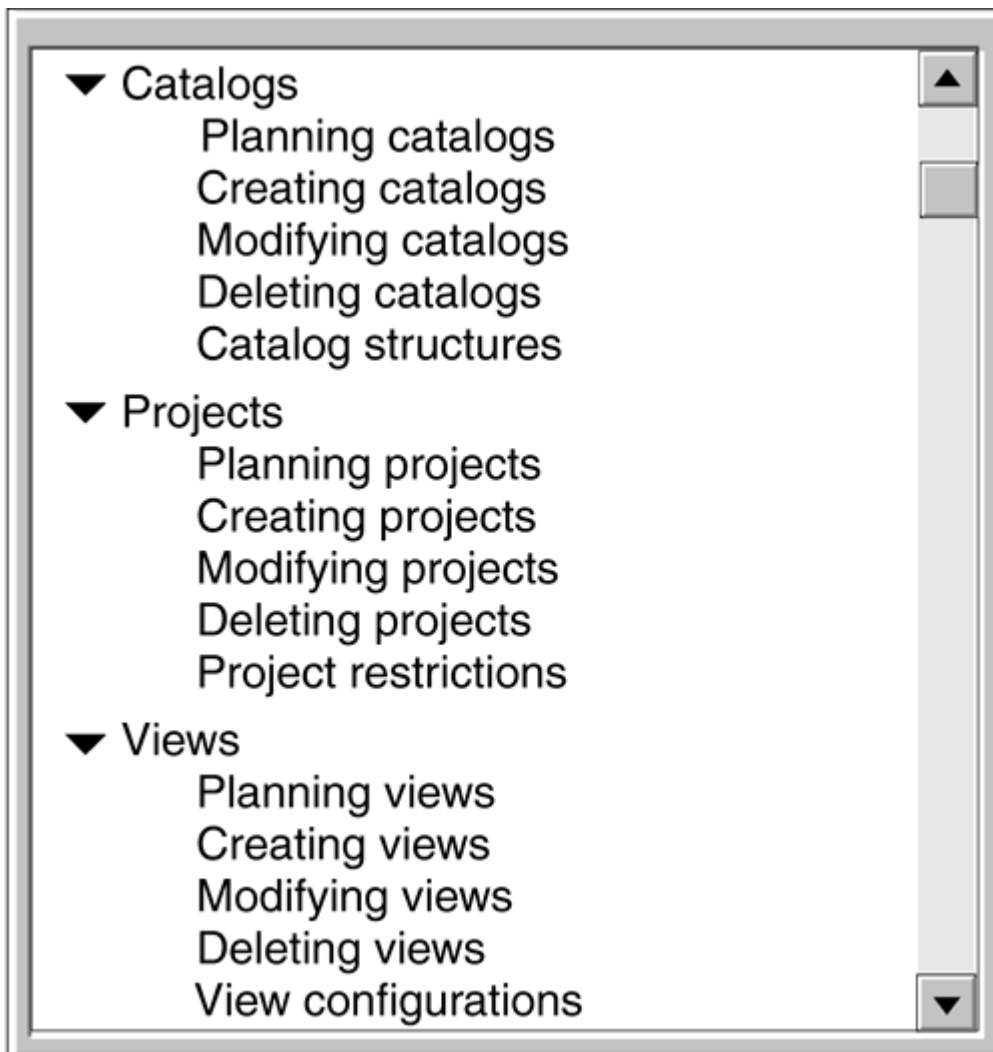 Catalogs
Planning catalogs
Creating catalogs
Modifying catalogs
Deleting catalogs
Catalog structures
Projects
Planning projects
Creating projects
Modifying projects
Deleting projects
Project restrictions
Views
Planning views
Creating views
Modifying views
Deleting views
View configurations